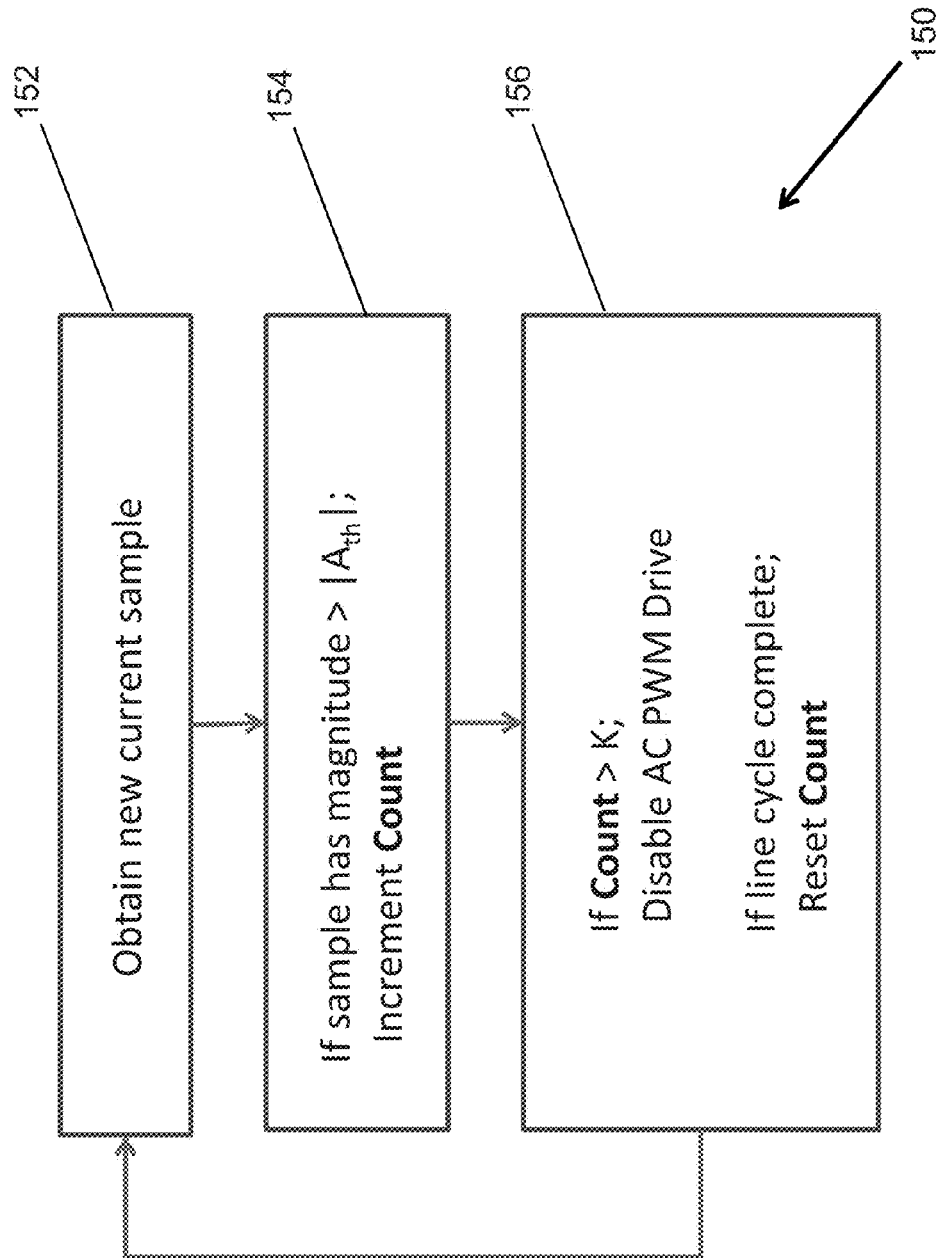 152
Obtain new current sample
154
If sample has magnitude > |A_th|;
Increment Count
156
If Count > K;
Disable AC PWM Drive
If line cycle complete;
Reset Count
150